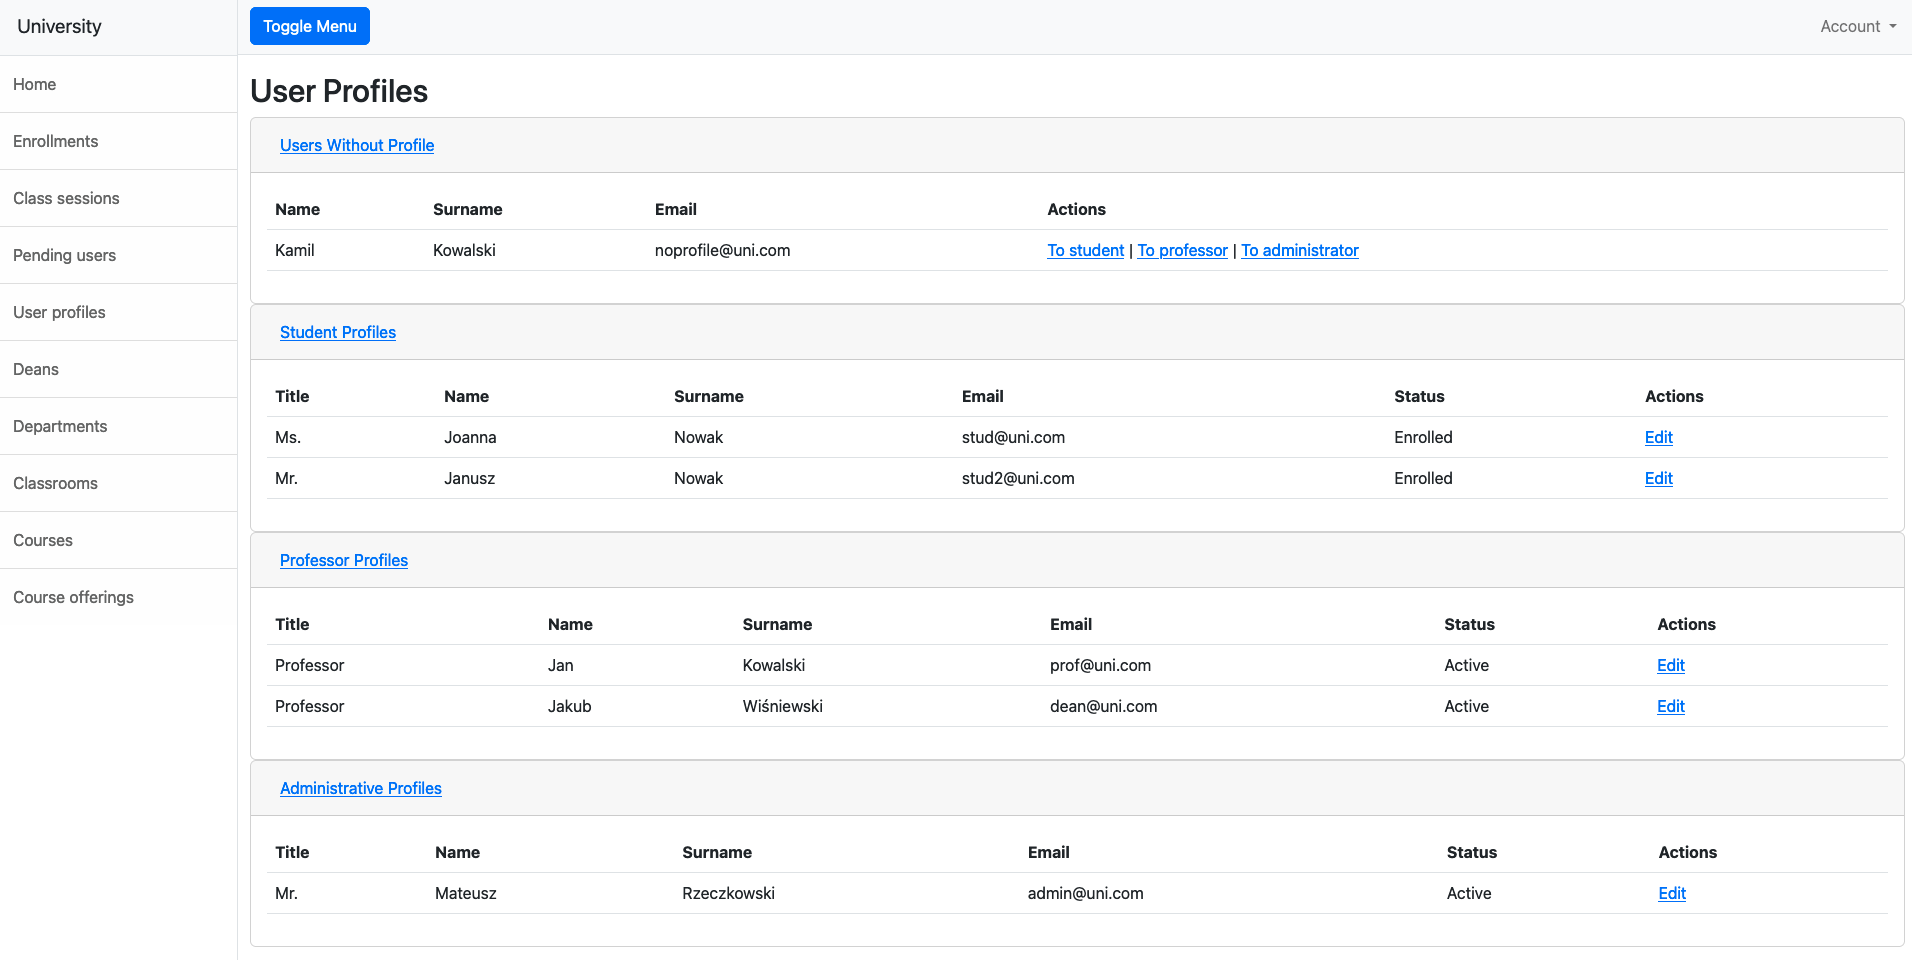 University
Toggle Menu
Account
Home
Enrollments
Class sessions
Pending users
User profiles
Deans
Departments
Classrooms
Courses
Course offerings
User Profiles
Users Without Profile
Name Surname Email Actions
Kamil Kowalski noprofile@uni.com To student | To professor | To administrator
Student Profiles
Title Name Surname Email Status Actions
Ms. Joanna Nowak stud@uni.com Enrolled Edit
Mr. Janusz Nowak stud2@uni.com Enrolled Edit
Professor Profiles
Title Name Surname Email Status Actions
Professor Jan Kowalski prof@uni.com Active Edit
Professor Jakub Wiśniewski dean@uni.com Active Edit
Administrative Profiles
Title Name Surname Email Status Actions
Mr. Mateusz Rzeczkowski admin@uni.com Active Edit